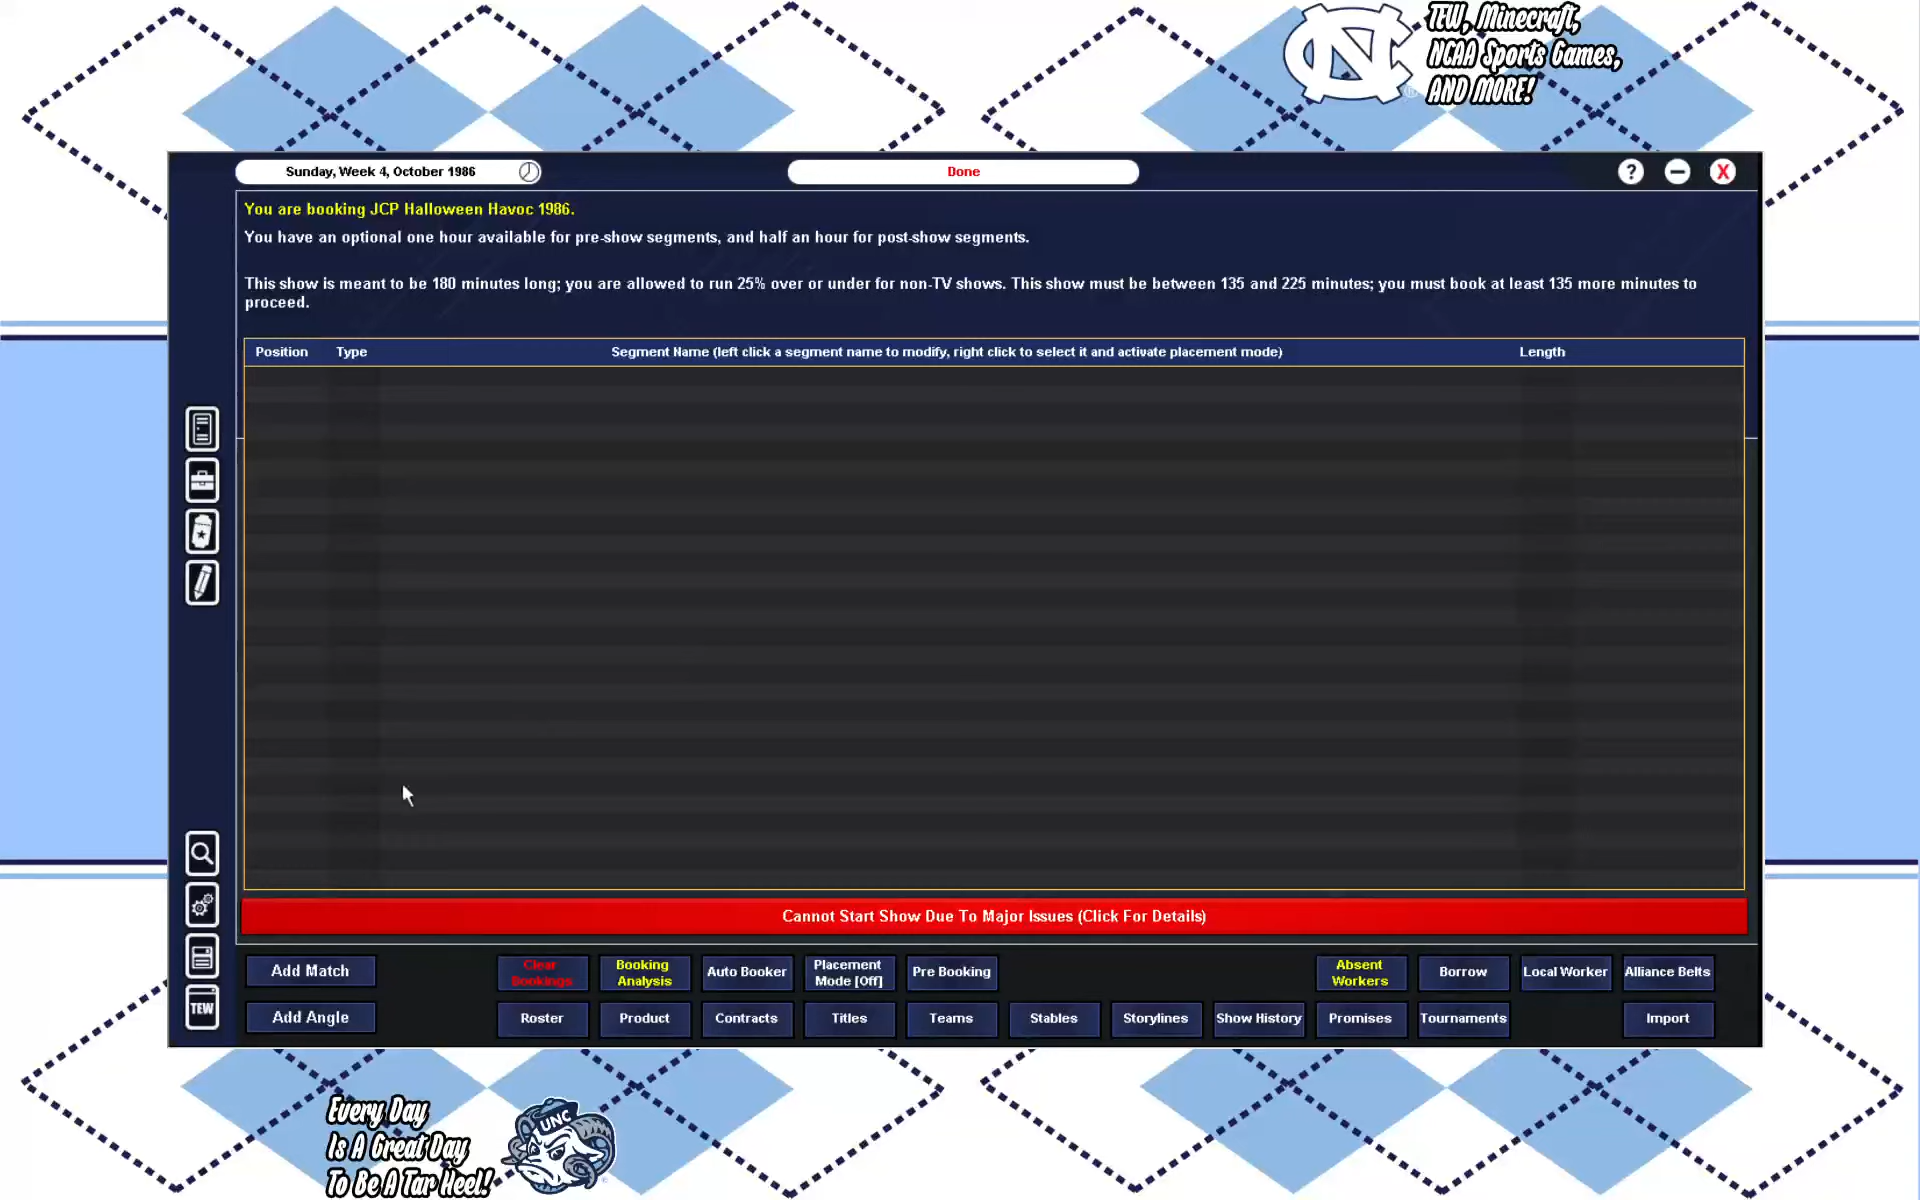 TEW, Minecraft,
NCAA Sports Games,
AND MORE!
NC
Sunday, Week 4, October 1986
Done
?
X
You are booking JCP Halloween Havoc 1986.
You have an optional one hour available for pre-show segments, and half an hour for post-show segments.
This show is meant to be 180 minutes long; you are allowed to run 25% over or under for non-TV shows. This show must be between 135 and 225 minutes; you must book at least 135 more minutes to
proceed.
Position Type Segment Name (left click a segment name to modify, right click to select it and activate placement mode) Length
Cannot Start Show Due To Major Issues (Click For Details)
Add Match
Clear
Bookings
Booking
Analysis
Auto Booker
Placement
Mode [Off]
Pre Booking
Absent
Workers
Borrow
Local Worker
Alliance Belts
TEW
Add Angle
Roster
Product
Contracts
Titles
Teams
Stables
Storylines
Show History
Promises
Tournaments
Import
Every Day
Is A Great Day
To Be A Tar Heel!
UNC